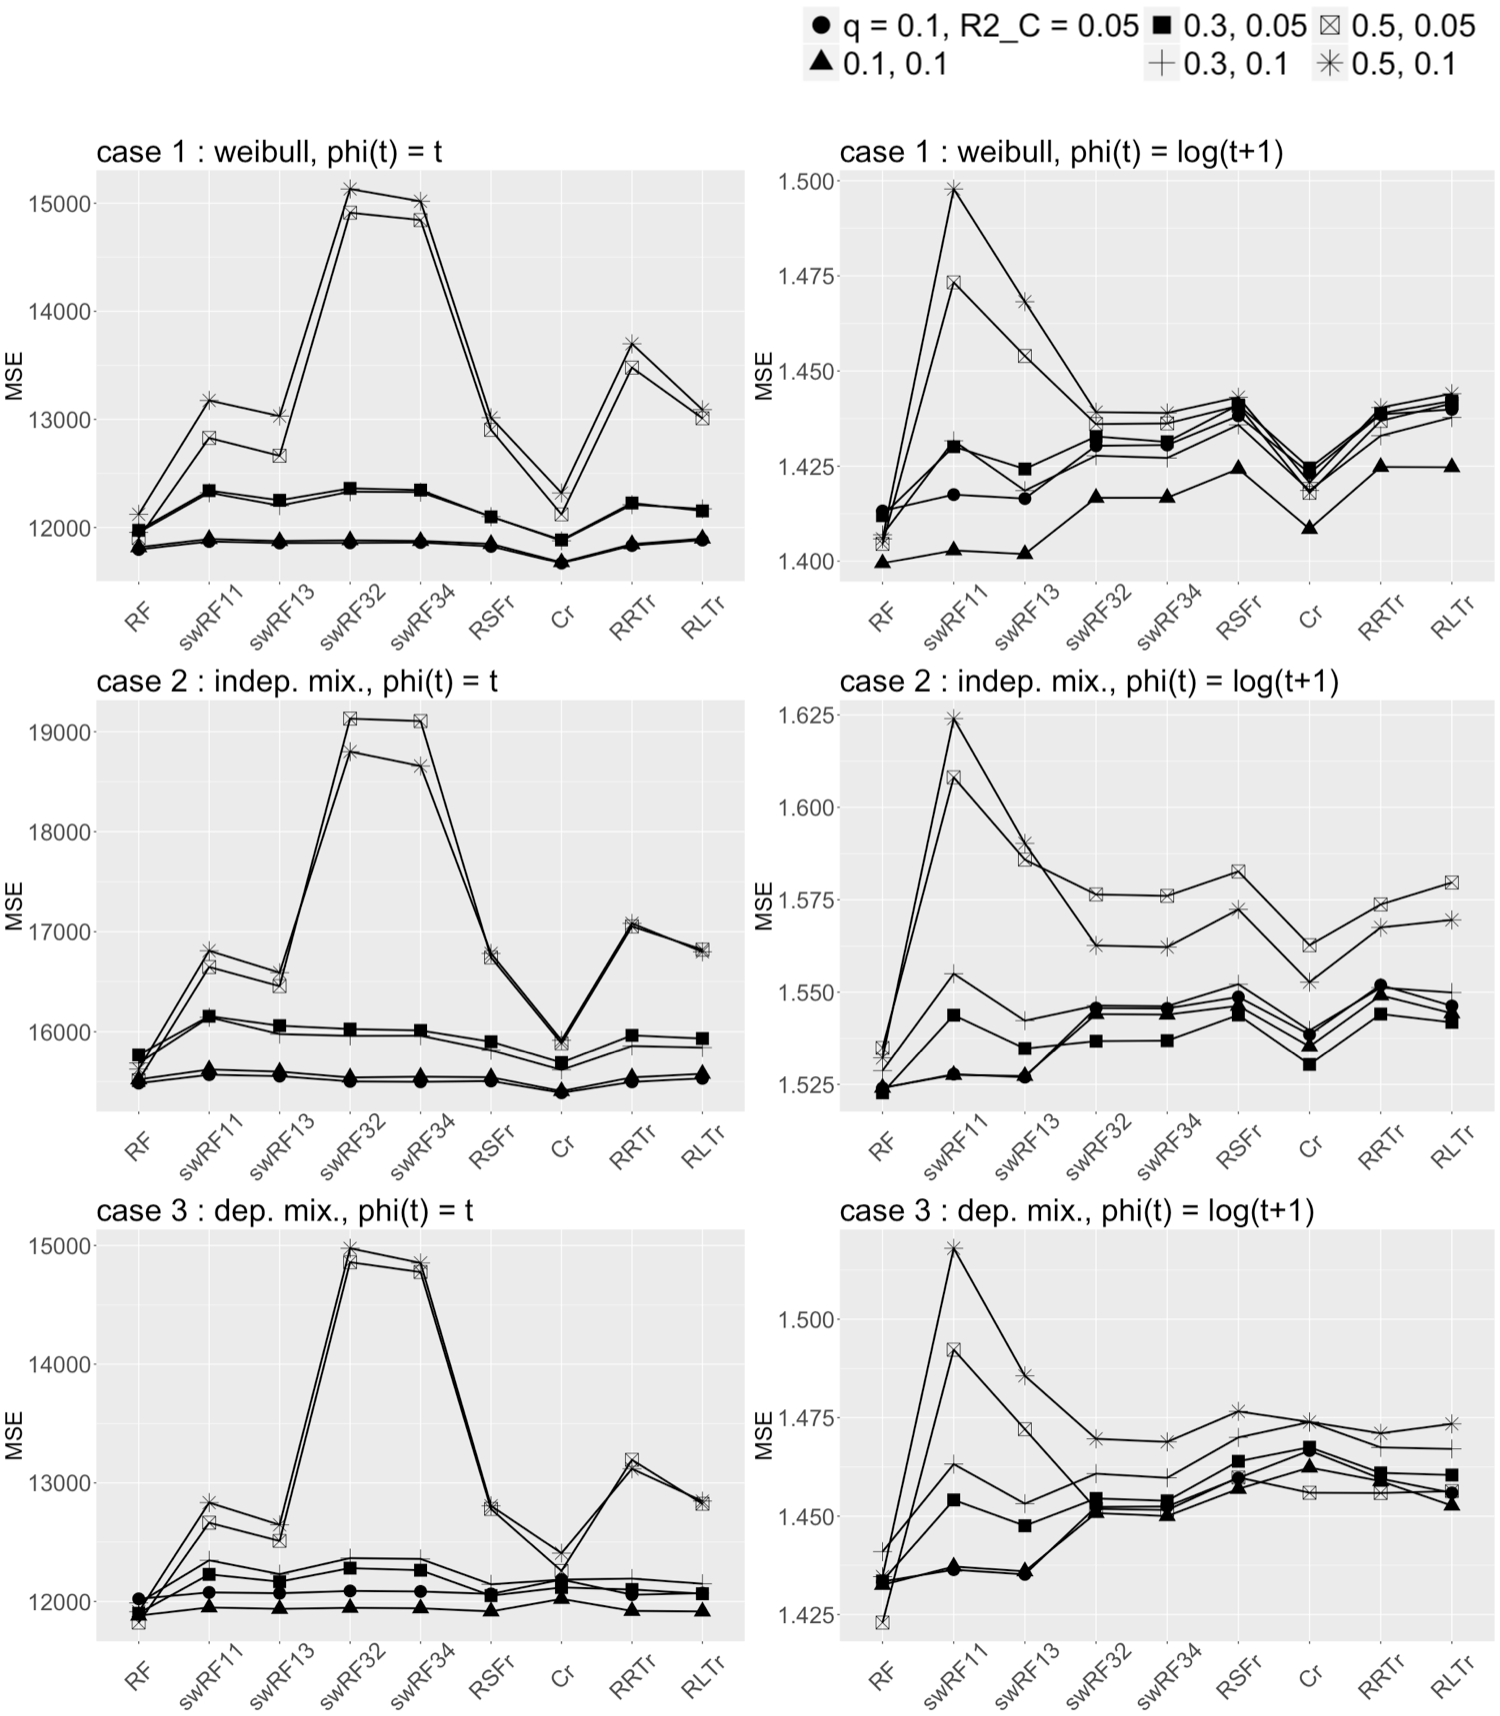 q = 0.1, R2_C = 0.05 0.3, 0.05 0.5, 0.05
0.1, 0.1 0.3, 0.1 0.5, 0.1
case 1 : weibull, phi(t) = t
MSE
15000
14000
13000
12000
RF swRF11 swRF13 swRF32 swRF34 RSFr Cr RRTr RLTr
case 1 : weibull, phi(t) = log(t+1)
MSE
1.500
1.475
1.450
1.425
1.400
RF swRF11 swRF13 swRF32 swRF34 RSFr Cr RRTr RLTr
case 2 : indep. mix., phi(t) = t
MSE
19000
18000
17000
16000
RF swRF11 swRF13 swRF32 swRF34 RSFr Cr RRTr RLTr
case 2 : indep. mix., phi(t) = log(t+1)
MSE
1.625
1.600
1.575
1.550
1.525
RF swRF11 swRF13 swRF32 swRF34 RSFr Cr RRTr RLTr
case 3 : dep. mix., phi(t) = t
MSE
15000
14000
13000
12000
RF swRF11 swRF13 swRF32 swRF34 RSFr Cr RRTr RLTr
case 3 : dep. mix., phi(t) = log(t+1)
MSE
1.500
1.475
1.450
1.425
RF swRF11 swRF13 swRF32 swRF34 RSFr Cr RRTr RLTr